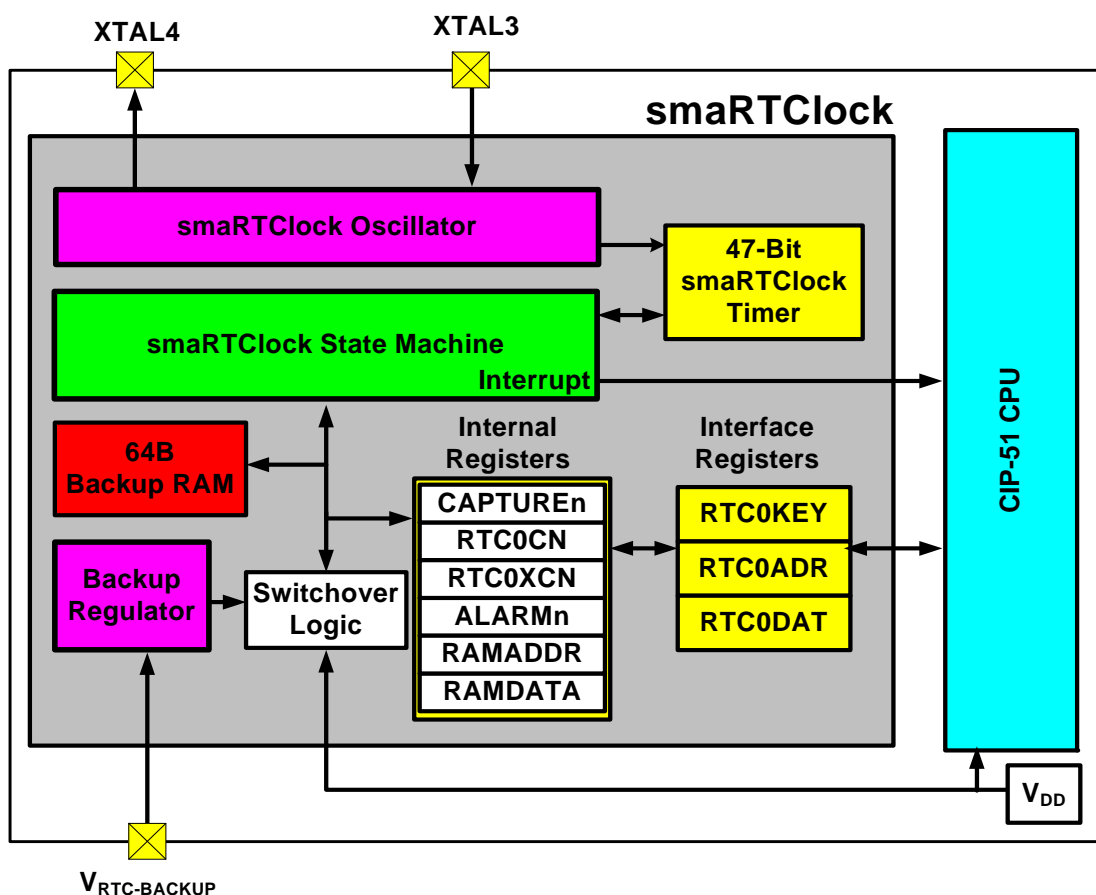 XTAL4
XTAL3
smaRTClock
smaRTClock Oscillator
47-Bit
smaRTClock
Timer
smaRTClock State Machine
Interrupt
64B
Backup RAM
Internal
Registers
Interface
Registers
CAPTUREn
RTC0CN
RTC0XCN
ALARMn
RAMADDR
RAMDATA
RTC0KEY
RTC0ADR
RTC0DAT
Backup
Regulator
Switchover
Logic
CIP-51 CPU
VDD
VRTC-BACKUP